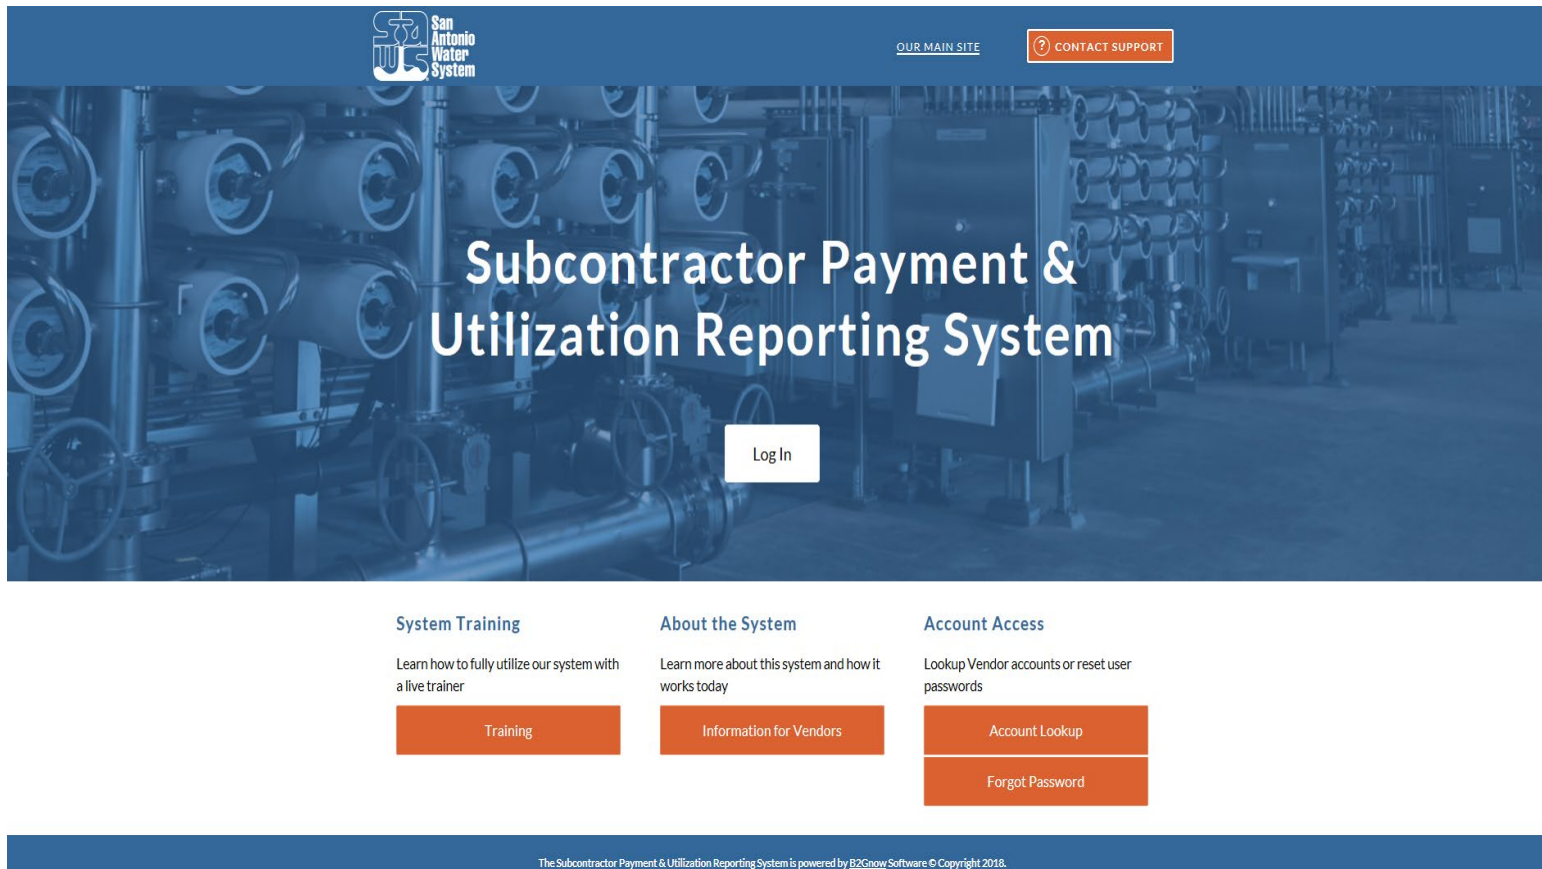 San
Antonio
Water
System
OUR MAIN SITE
? CONTACT SUPPORT
Subcontractor Payment &
Utilization Reporting System
Log In
System Training
Learn how to fully utilize our system with
a live trainer
Training
About the System
Learn more about this system and how it
works today
Information for Vendors
Account Access
Lookup Vendor accounts or reset user
passwords
Account Lookup
Forgot Password
The Subcontractor Payment & Utilization Reporting System is powered by B2Gnow Software © Copyright 2018.